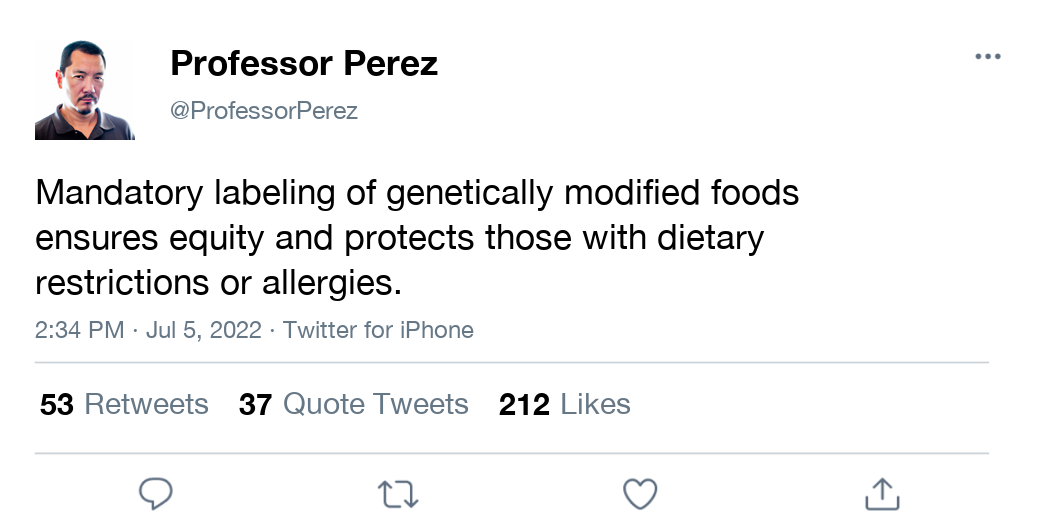 Professor Perez
@ProfessorPerez
Mandatory labeling of genetically modified foods
ensures equity and protects those with dietary
restrictions or allergies.
2:34 PM · Jul 5, 2022 · Twitter for iPhone
53 Retweets 37 Quote Tweets 212 Likes